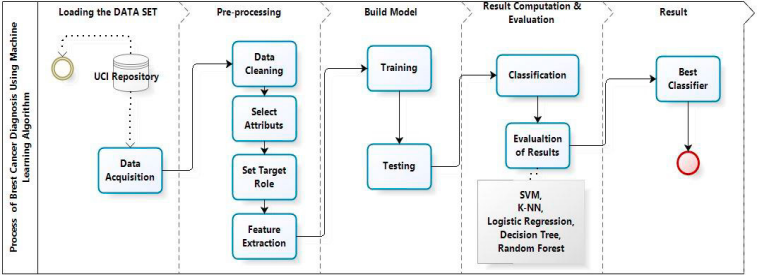 Process of Brest Cancer Diagnosis Using Machine
Learning Algorithm
Loading the DATA SET
UCI Repository
Data
Acquisition
Pre-processing
Data
Cleaning
Select
Attributs
Set Target
Role
Feature
Extraction
Build Model
Training
Testing
Result Computation &
Evaluation
Classification
Evaualtion
of Results
SVM,
K-NN,
Logistic Regression,
Decision Tree,
Random Forest
Result
Best
Classifier